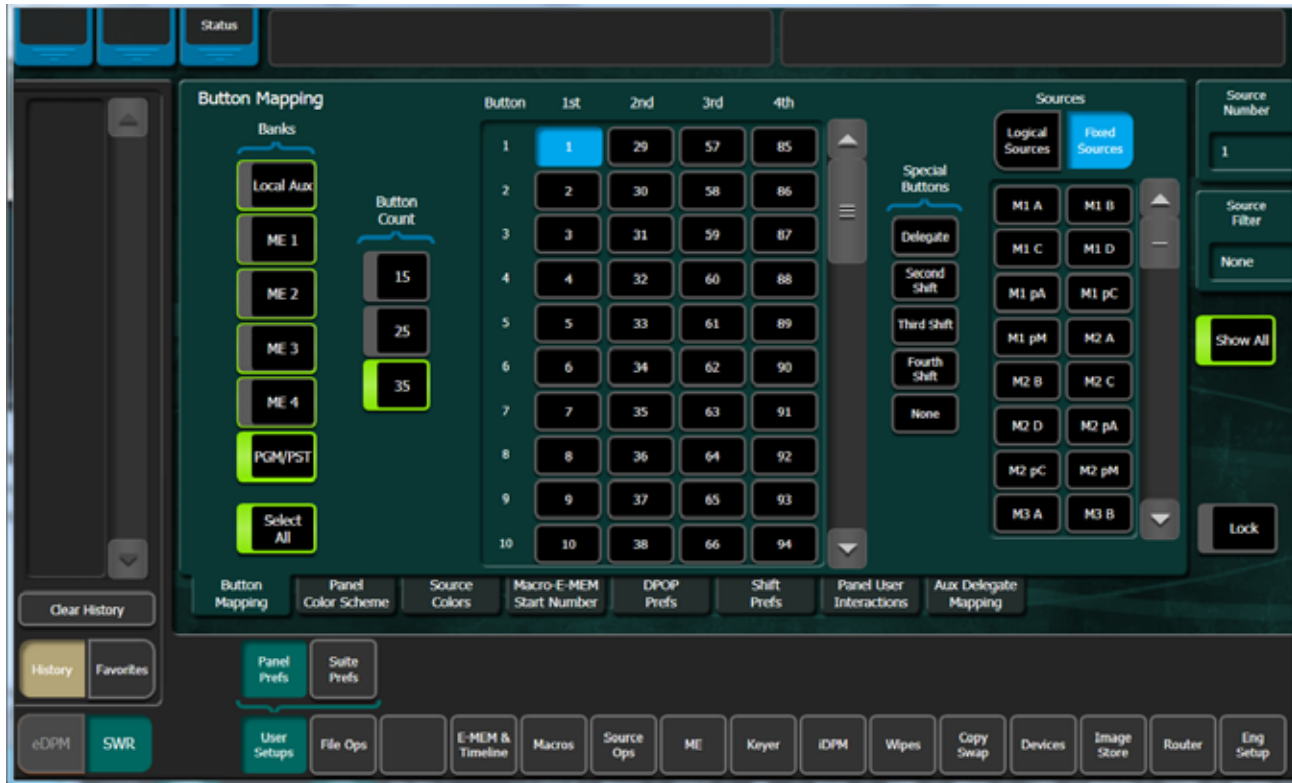 Status
Button Mapping
Banks
Local Aux
ME 1
ME 2
ME 3
ME 4
PGM/PST
Select
All
Button
Count
15
25
35
Button 1st 2nd 3rd 4th
1 1 29 57 85
2 2 30 58 86
3 3 31 59 87
4 4 32 60 88
5 5 33 61 89
6 6 34 62 90
7 7 35 63 91
8 8 36 64 92
9 9 37 65 93
10 10 38 66 94
Special
Buttons
Delegate
Second
Shift
Third Shift
Fourth
Shift
None
Sources
Logical
Sources
Fixed
Sources
M1 A M1 B
M1 C M1 D
M1 pA M1 pC
M1 pM M2 A
M2 B M2 C
M2 D M2 pA
M2 pC M2 pM
M3 A M3 B
Source
Number
1
Source
Filter
None
Show All
Lock
Button
Mapping
Panel
Color Scheme
Source
Colors
Macro-E-MEM
Start Number
DPOP
Prefs
Shift
Prefs
Panel User
Interactions
Aux Delegate
Mapping
Clear History
History
Favorites
Panel
Prefs
Suite
Prefs
eDPM
SWR
User
Setups
File Ops
E-MEM &
Timeline
Macros
Source
Ops
ME
Keyer
iDPM
Wipes
Copy
Swap
Devices
Image
Store
Router
Eng
Setup